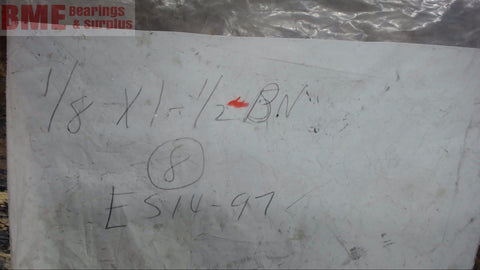 BME Bearings & Surplus
1/8 X 1-1/2 BN
8
ES14-97